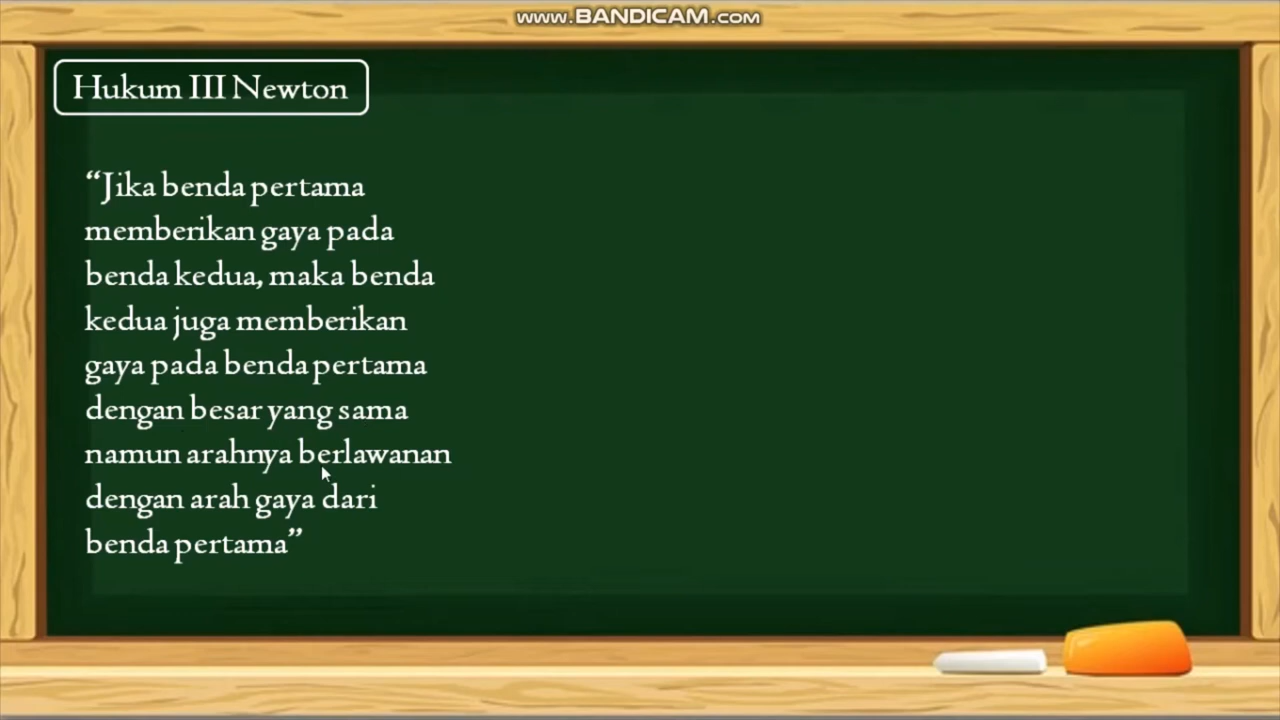 www.BANDICAM.com
Hukum III Newton
“Jika benda pertama
memberikan gaya pada
benda kedua, maka benda
kedua juga memberikan
gaya pada benda pertama
dengan besar yang sama
namun arahnya berlawanan
dengan arah gaya dari
benda pertama”